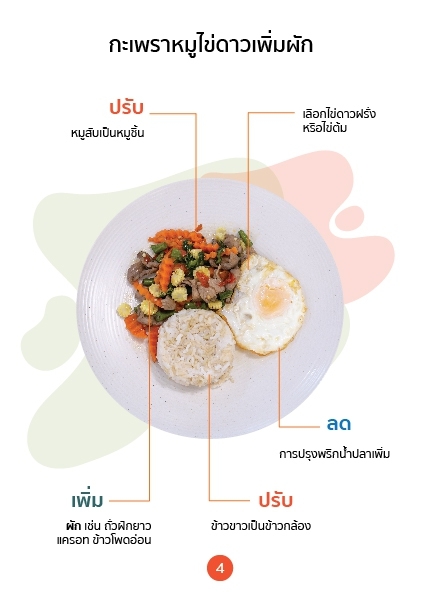 กะเพราหมูไข่ดาวเพิ่มผัก
ปรับ
หมูสับเป็นหมูชิ้น
เลือกไข่ดาวฝรั่ง
หรือไข่ต้ม
ลด
การปรุงพริกน้ำปลาเพิ่ม
เพิ่ม
ผัก เช่น ถั่วฝักยาว
แครอท ข้าวโพดอ่อน
ปรับ
ข้าวขาวเป็นข้าวกล้อง
4